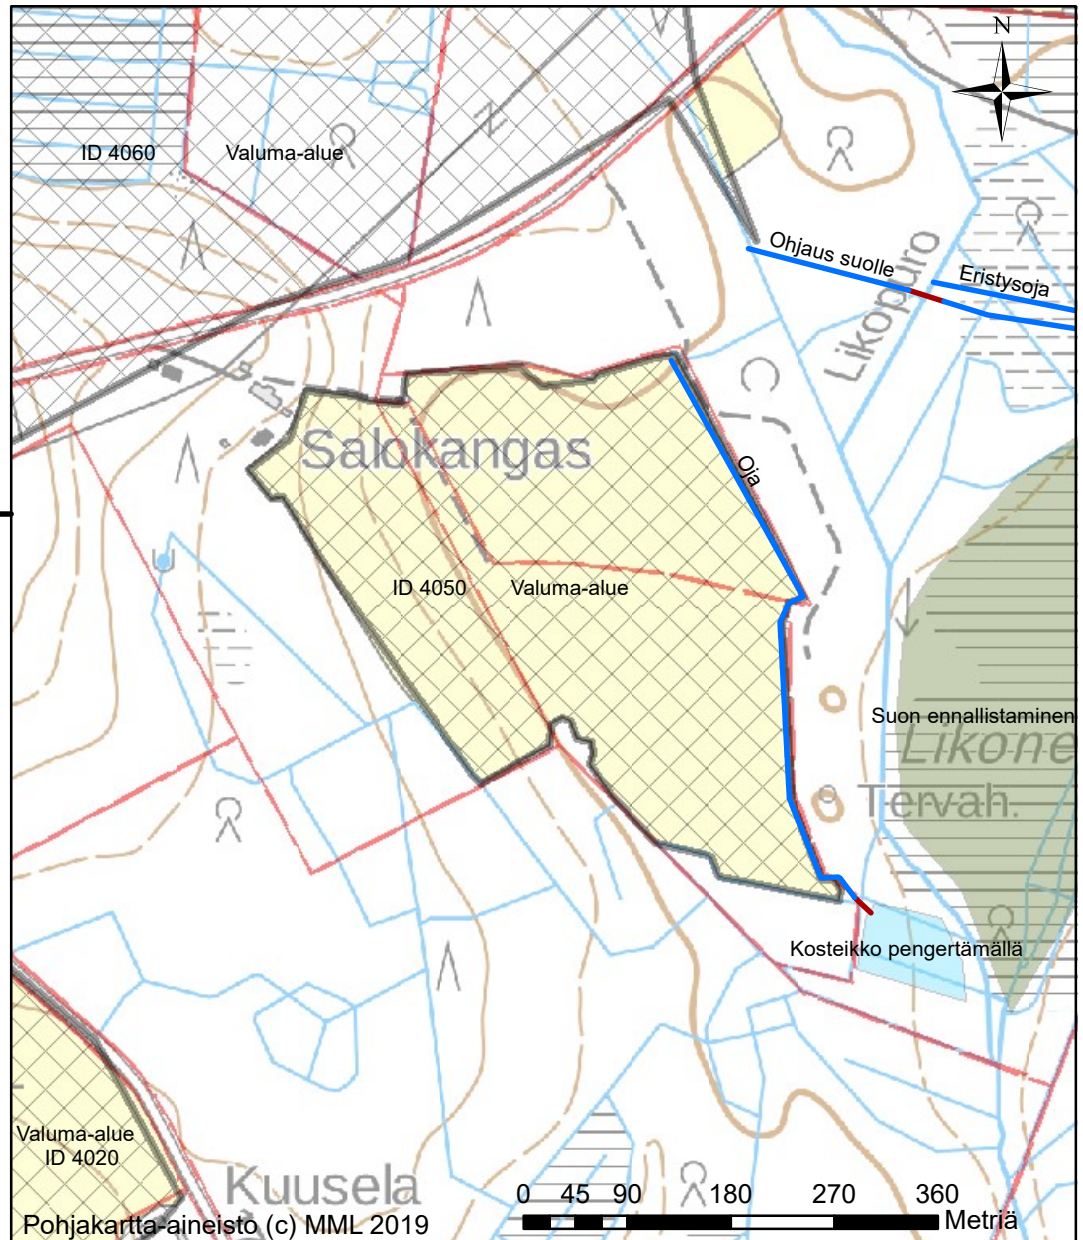 N
ID 4060
Valuma-alue
Ohjaus suolle
Eristysoja
Likopuro
Salokangas
Oja
ID 4050
Valuma-alue
Suon ennallistaminen
Likone
Tervah.
Kosteikko pengertämällä
Valuma-alue
ID 4020
Kuusela
0 45 90 180 270 360
Metriä
Pohjakartta-aineisto (c) MML 2019